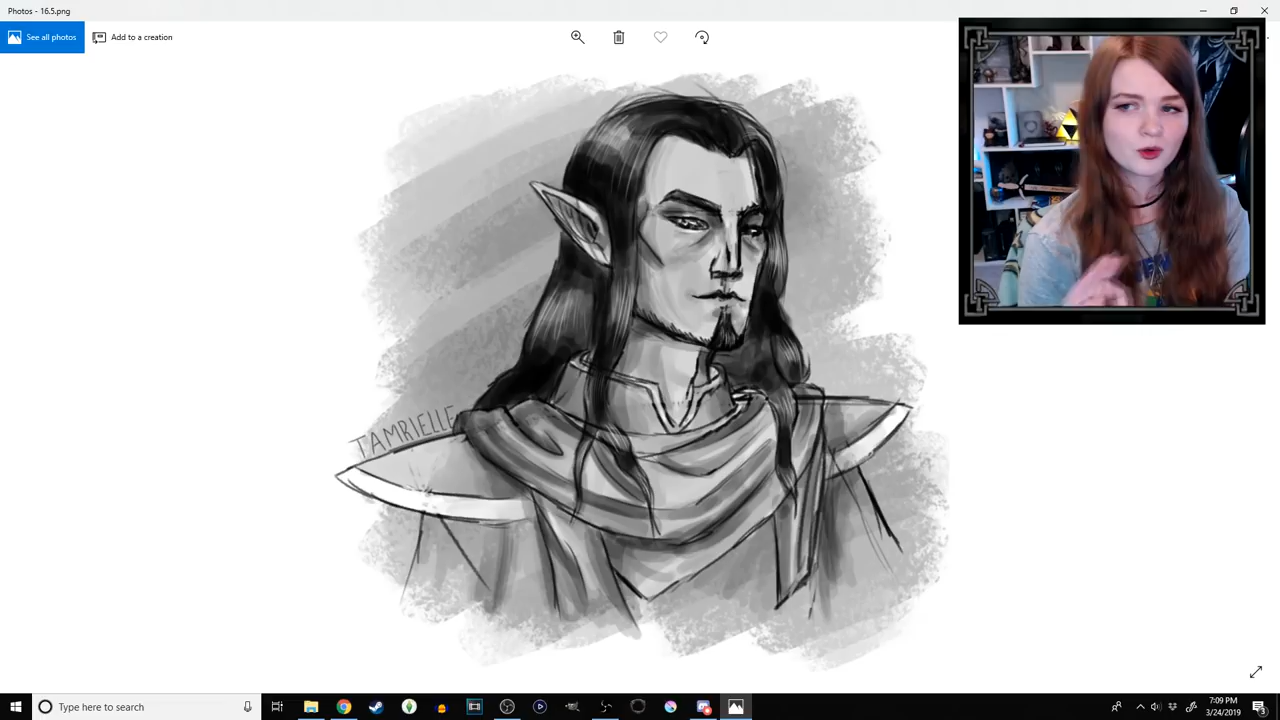 Photos - 16.5.png
See all photos
Add to a creation
TAMRIELLE
Type here to search
7:09 PM
3/24/2019
3